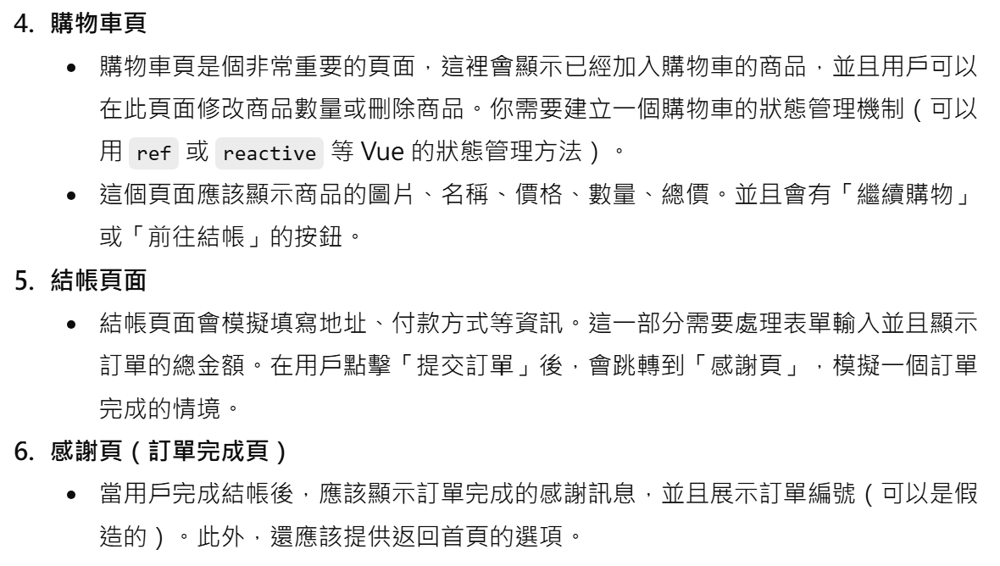 4. 購物車頁
• 購物車頁是個非常重要的頁面，這裡會顯示已經加入購物車的商品，並且用戶可以
在此頁面修改商品數量或刪除商品。你需要建立一個購物車的狀態管理機制（可以
用 ref 或 reactive 等 Vue 的狀態管理方法）。
• 這個頁面應該顯示商品的圖片、名稱、價格、數量、總價。並且會有「繼續購物」
或「前往結帳」的按鈕。
5. 結帳頁面
• 結帳頁面會模擬填寫地址、付款方式等資訊。這一部分需要處理表單輸入並且顯示
訂單的總金額。在用戶點擊「提交訂單」後，會跳轉到「感謝頁」，模擬一個訂單
完成的情境。
6. 感謝頁（訂單完成頁）
• 當用戶完成結帳後，應該顯示訂單完成的感謝訊息，並且展示訂單編號（可以是假
造的）。此外，還應該提供返回首頁的選項。